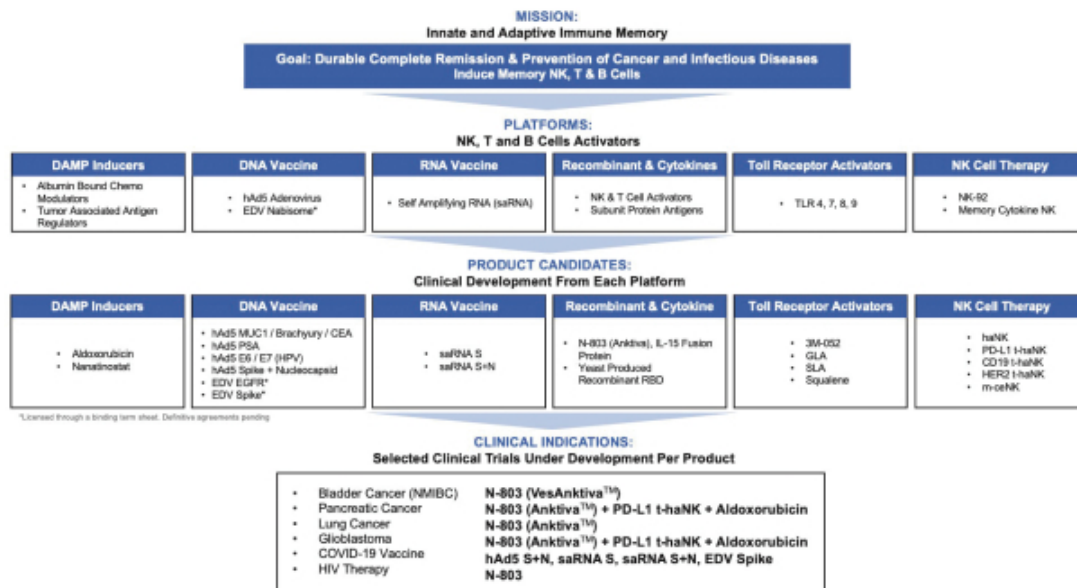 MISSION:
Innate and Adaptive Immune Memory
Goal: Durable Complete Remission & Prevention of Cancer and Infectious Diseases
Induce Memory NK, T & B Cells
PLATFORMS:
NK, T and B Cells Activators
DAMP Inducers
• Albumin Bound Chemo
Modulators
• Tumor Associated Antigen
Regulators
DNA Vaccine
• hAd5 Adenovirus
• EDV Nabisome*
RNA Vaccine
• Self Amplifying RNA (saRNA)
Recombinant & Cytokines
• NK & T Cell Activators
• Subunit Protein Antigens
Toll Receptor Activators
• TLR 4, 7, 8, 9
NK Cell Therapy
• NK-92
• Memory Cytokine NK
PRODUCT CANDIDATES:
Clinical Development From Each Platform
DAMP Inducers
• Aldoxorubicin
• Nanatinostat
DNA Vaccine
• hAd5 MUC1 / Brachyury / CEA
• hAd5 PSA
• hAd5 E6 / E7 (HPV)
• hAd5 Spike + Nucleocapsid
• EDV EGFR*
• EDV Spike*
RNA Vaccine
• saRNA S
• saRNA S+N
Recombinant & Cytokine
• N-803 (Anktiva), IL-15 Fusion
Protein
• Yeast Produced
Recombinant RBD
Toll Receptor Activators
• 3M-052
• GLA
• SLA
• Squalene
NK Cell Therapy
• haNK
• PD-L1 t-haNK
• CD19 t-haNK
• HER2 t-haNK
• m-ceNK
*Licensed through a binding term sheet. Definitive agreements pending
CLINICAL INDICATIONS:
Selected Clinical Trials Under Development Per Product
• Bladder Cancer (NMIBC) N-803 (VesAnktiva™)
• Pancreatic Cancer N-803 (Anktiva™) + PD-L1 t-haNK + Aldoxorubicin
• Lung Cancer N-803 (Anktiva™)
• Glioblastoma N-803 (Anktiva™) + PD-L1 t-haNK + Aldoxorubicin
• COVID-19 Vaccine hAd5 S+N, saRNA S, saRNA S+N, EDV Spike
• HIV Therapy N-803